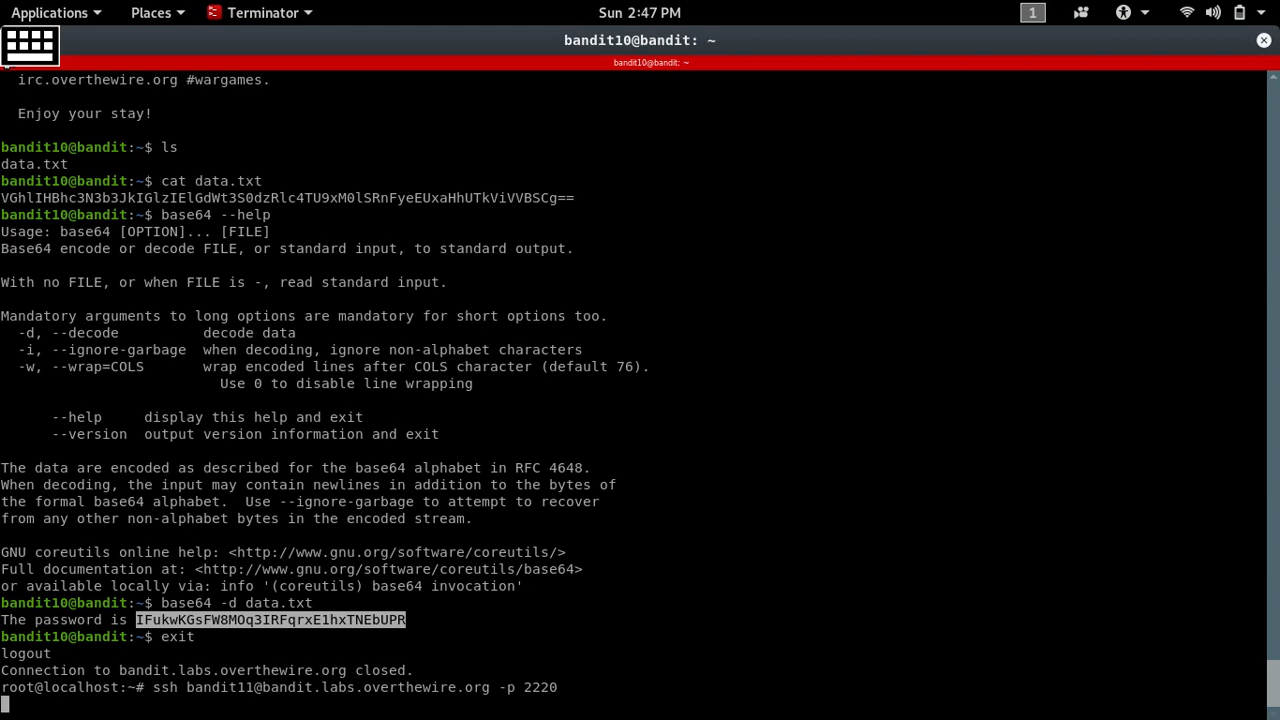 Applications Places Terminator Sun 2:47 PM 1
bandit10@bandit: ~
bandit10@bandit: ~
irc.overthewire.org #wargames.
Enjoy your stay!
bandit10@bandit:~$ ls
data.txt
bandit10@bandit:~$ cat data.txt
VGhlIHBhc3N3b3JkIGlzIElGdWt3S0dzRlc4TU9xM0lSRnFyeEUxaHhUTkViVVBSCg==
bandit10@bandit:~$ base64 --help
Usage: base64 [OPTION]... [FILE]
Base64 encode or decode FILE, or standard input, to standard output.
With no FILE, or when FILE is -, read standard input.
Mandatory arguments to long options are mandatory for short options too.
-d, --decode          decode data
-i, --ignore-garbage  when decoding, ignore non-alphabet characters
-w, --wrap=COLS       wrap encoded lines after COLS character (default 76).
Use 0 to disable line wrapping
--help     display this help and exit
--version  output version information and exit
The data are encoded as described for the base64 alphabet in RFC 4648.
When decoding, the input may contain newlines in addition to the bytes of
the formal base64 alphabet.  Use --ignore-garbage to attempt to recover
from any other non-alphabet bytes in the encoded stream.
GNU coreutils online help: <http://www.gnu.org/software/coreutils/>
Full documentation at: <http://www.gnu.org/software/coreutils/base64>
or available locally via: info '(coreutils) base64 invocation'
bandit10@bandit:~$ base64 -d data.txt
The password is IFukwKGsFW8MOq3IRFqrxE1hxTNEbUPR
bandit10@bandit:~$ exit
logout
Connection to bandit.labs.overthewire.org closed.
root@localhost:~# ssh bandit11@bandit.labs.overthewire.org -p 2220